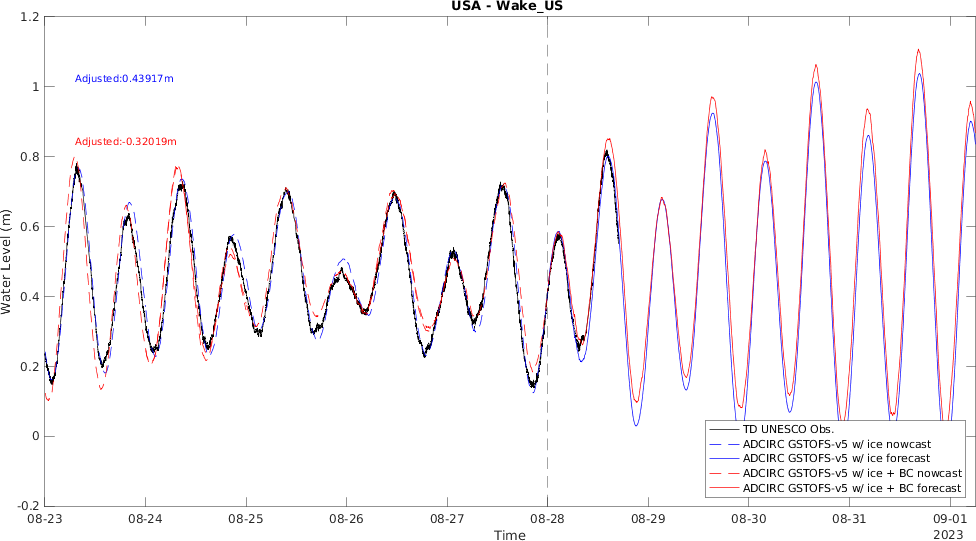 USA - Wake_US
1.2
1
0.8
0.6
0.4
0.2
0
-0.2
Water Level (m)
Adjusted:0.43917m
Adjusted:-0.32019m
TD UNESCO Obs.
ADCIRC GSTOFS-v5 w/ ice nowcast
ADCIRC GSTOFS-v5 w/ ice forecast
ADCIRC GSTOFS-v5 w/ ice + BC nowcast
ADCIRC GSTOFS-v5 w/ ice + BC forecast
08-23 08-24 08-25 08-26 08-27 08-28 08-29 08-30 08-31 09-01
2023
Time